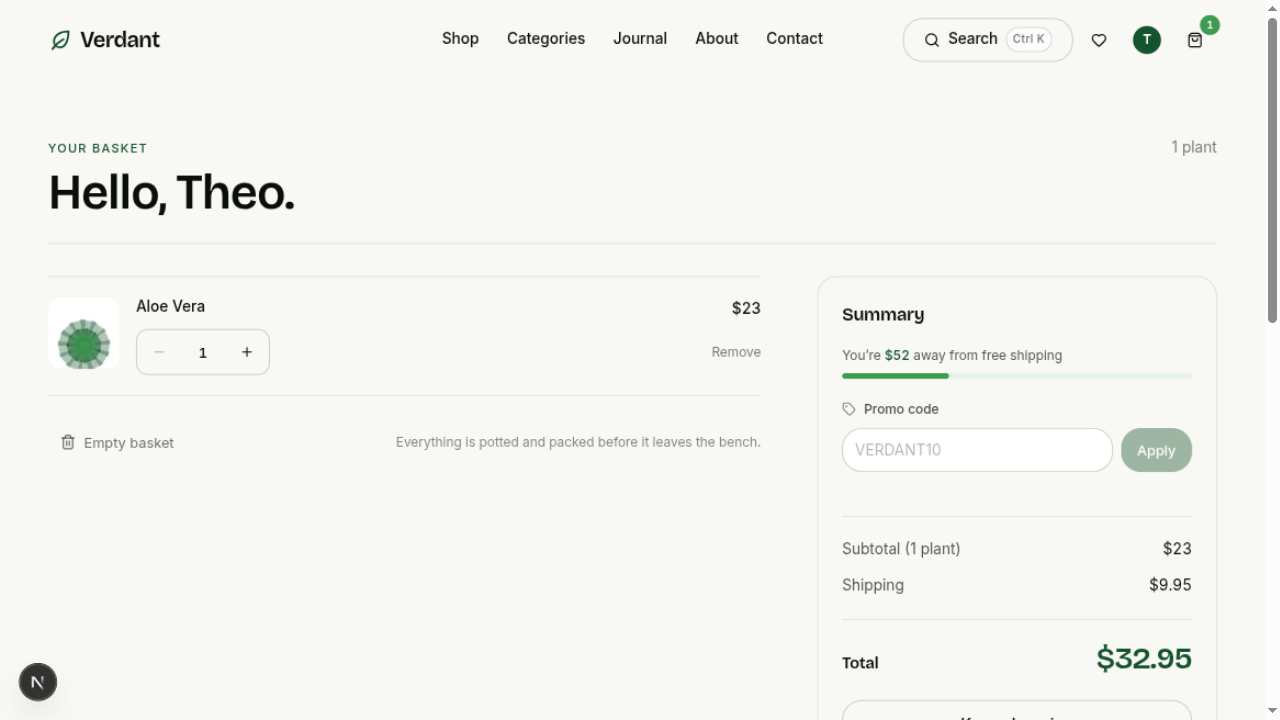 Verdant
Shop
Categories
Journal
About
Contact
Search
Ctrl K
T
1
YOUR BASKET
1 plant
Hello, Theo.
Aloe Vera
$23
1
Remove
Empty basket
Everything is potted and packed before it leaves the bench.
Summary
You’re $52 away from free shipping
Promo code
VERDANT10
Apply
Subtotal (1 plant)
$23
Shipping
$9.95
Total
$32.95
N